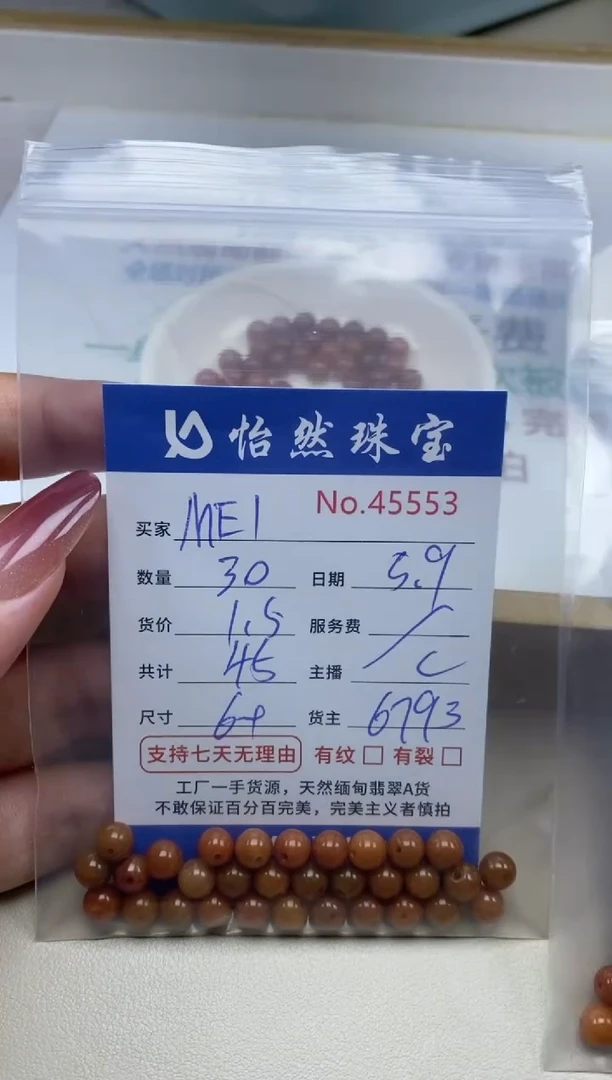 怡然珠宝
No.45553
买家 MEI
数量 30 日期 5.9
货价 1.5 服务费 /
共计 45 主播 C
尺寸 6+ 货主 6793
支持七天无理由 有纹 □ 有裂 □
工厂一手货源，天然缅甸翡翠A货
不敢保证百分百完美，完美主义者慎拍